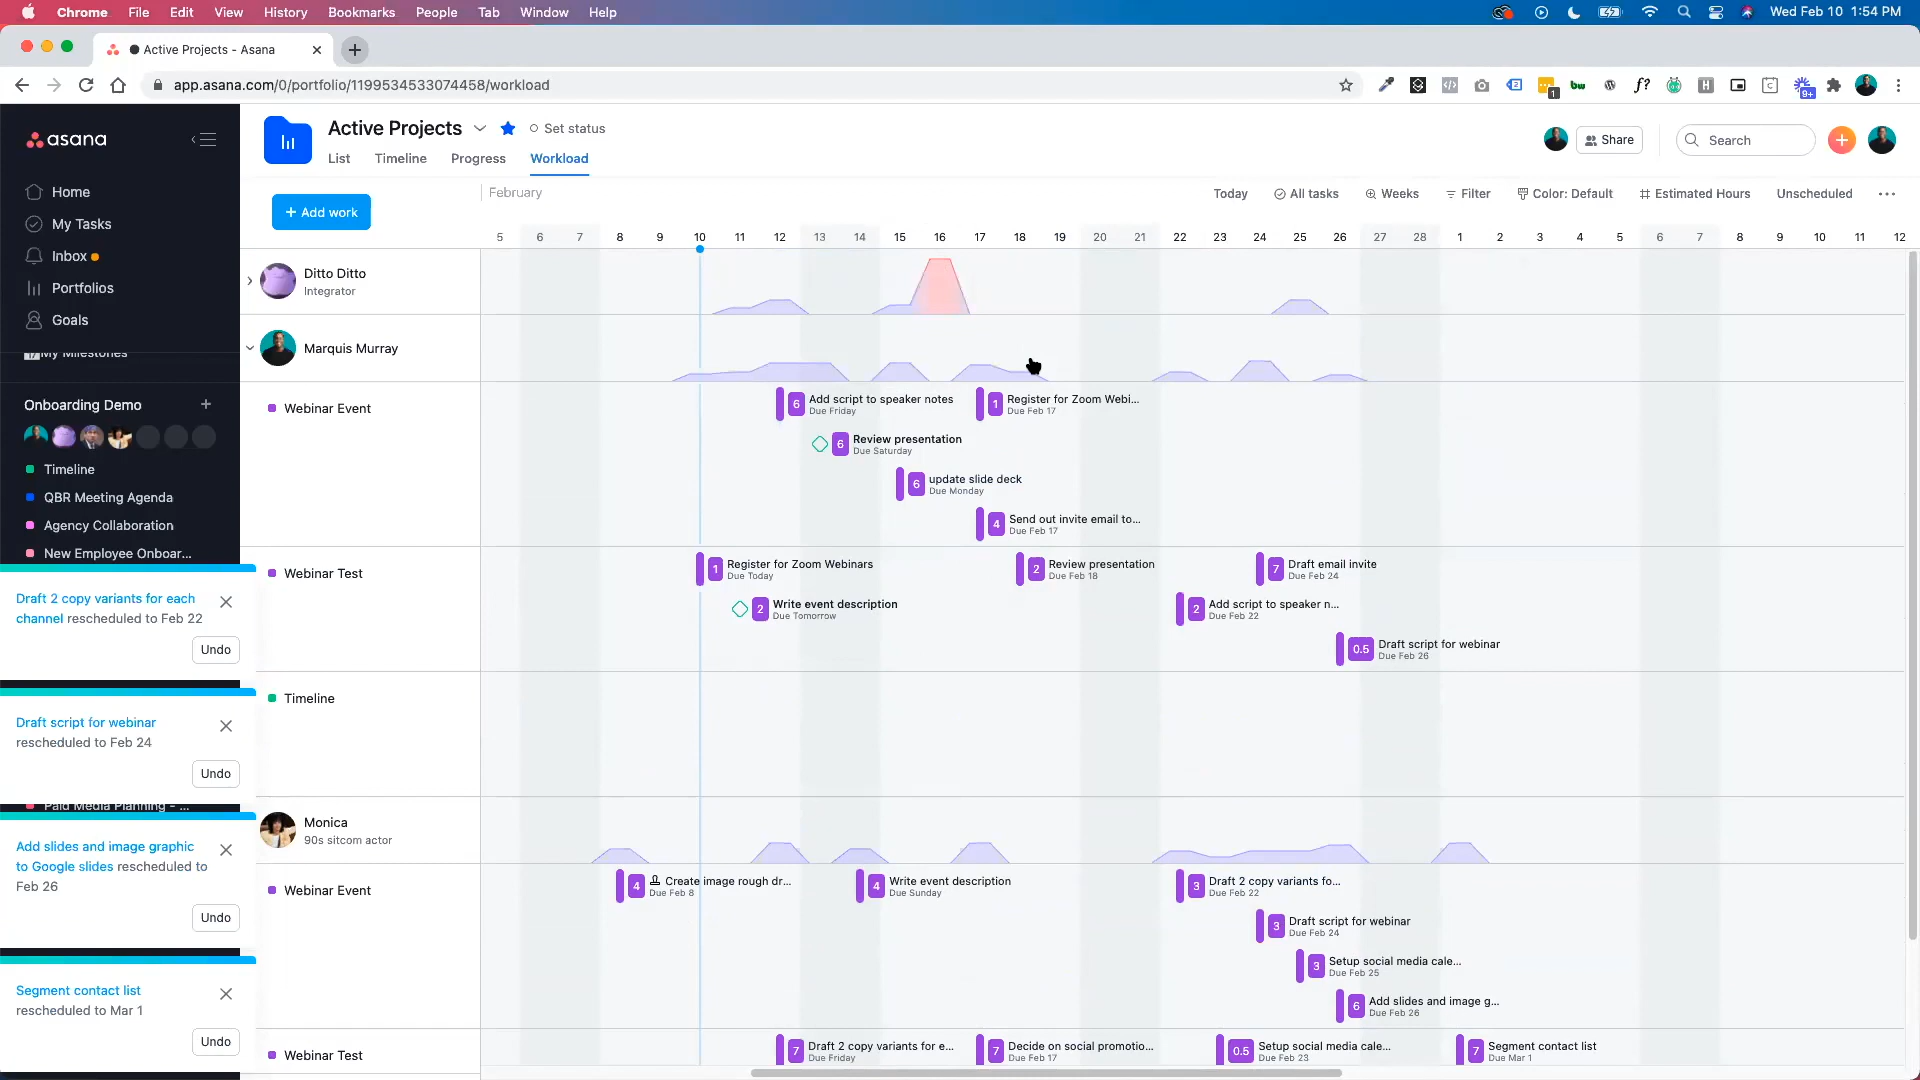 Chrome File Edit View History Bookmarks People Tab Window Help
Wed Feb 10 1:54 PM
Active Projects - Asana
app.asana.com/0/portfolio/1199534533074458/workload
1
bw
f?
H
C
9+
asana
Home
My Tasks
Inbox
Portfolios
Goals
My Milestones
Onboarding Demo
Timeline
QBR Meeting Agenda
Agency Collaboration
New Employee Onboar...
Draft 2 copy variants for each
channel rescheduled to Feb 22
Undo
Draft script for webinar
rescheduled to Feb 24
Undo
Paid Media Planning - ...
Add slides and image graphic
to Google slides rescheduled to
Feb 26
Undo
Segment contact list
rescheduled to Mar 1
Undo
Active Projects
Set status
List Timeline Progress Workload
Share
Search
Add work
February
Today All tasks Weeks Filter Color: Default Estimated Hours Unscheduled
5 6 7 8 9 10 11 12 13 14 15 16 17 18 19 20 21 22 23 24 25 26 27 28 1 2 3 4 5 6 7 8 9 10 11 12
Ditto Ditto
Integrator
Marquis Murray
Webinar Event
6 Add script to speaker notes
Due Friday
1 Register for Zoom Webi...
Due Feb 17
6 Review presentation
Due Saturday
6 update slide deck
Due Monday
4 Send out invite email to...
Due Feb 17
Webinar Test
1 Register for Zoom Webinars
Due Today
2 Review presentation
Due Feb 18
7 Draft email invite
Due Feb 24
2 Write event description
Due Tomorrow
2 Add script to speaker n...
Due Feb 22
0.5 Draft script for webinar
Due Feb 26
Timeline
Monica
90s sitcom actor
Webinar Event
4 Create image rough dr...
Due Feb 8
4 Write event description
Due Sunday
3 Draft 2 copy variants fo...
Due Feb 22
3 Draft script for webinar
Due Feb 24
3 Setup social media cale...
Due Feb 25
6 Add slides and image g...
Due Feb 26
Webinar Test
7 Draft 2 copy variants for e...
Due Friday
7 Decide on social promotio...
Due Feb 17
0.5 Setup social media cale...
Due Feb 23
7 Segment contact list
Due Mar 1